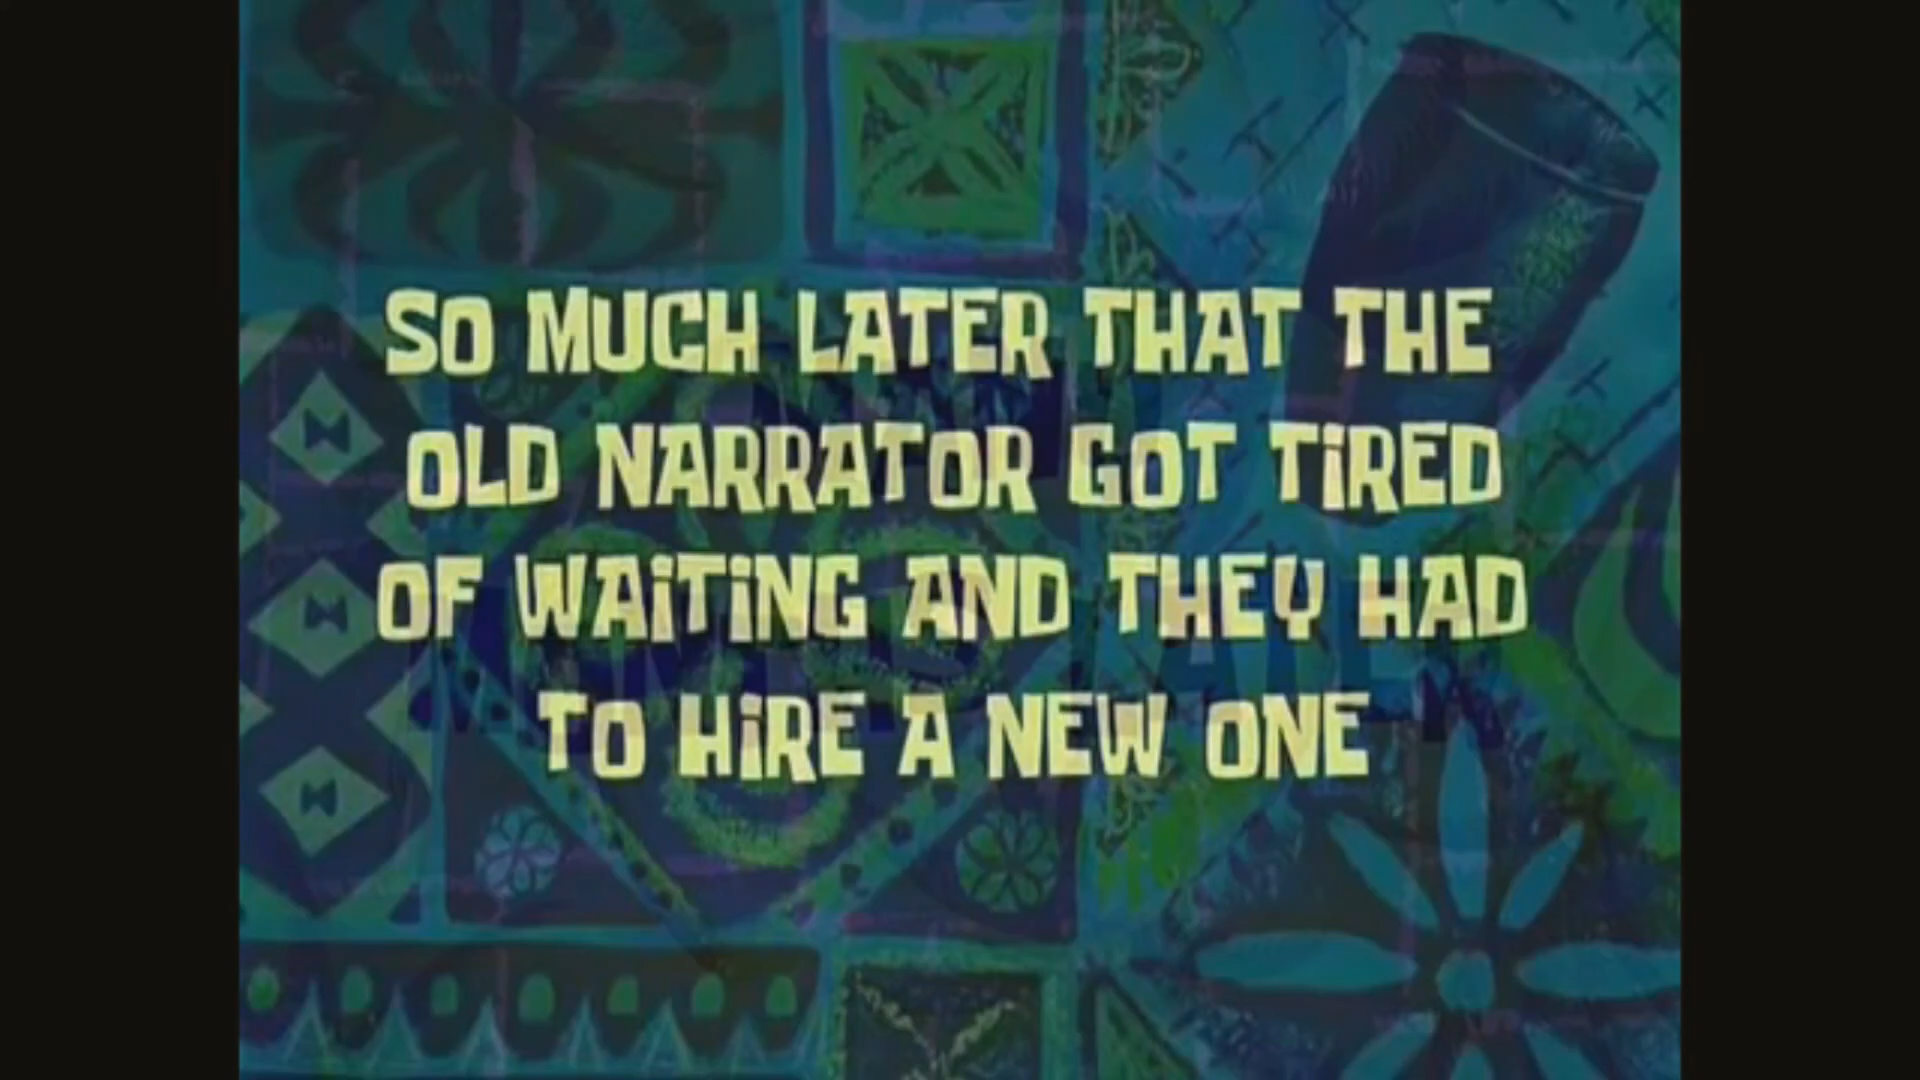 SO MUCH LATER THAT THE
OLD NARRATOR GOT TiRED
OF WAiTiNG AND THEY HAD
TO HiRE A NEW ONE